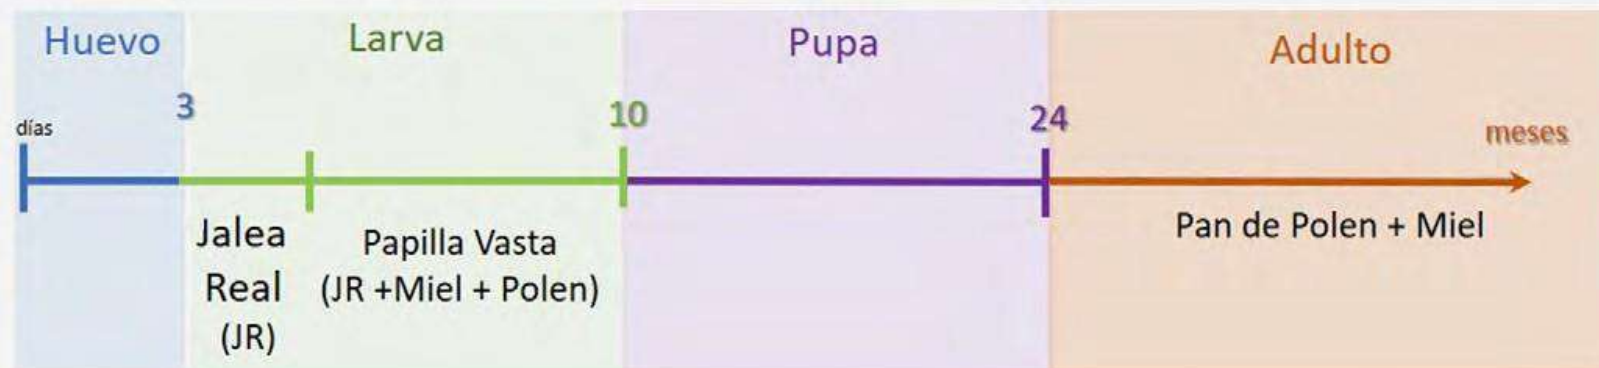 Huevo
Larva
Pupa
Adulto
días
3
10
24
meses
Jalea
Real
(JR)
Papilla Vasta
(JR +Miel + Polen)
Pan de Polen + Miel